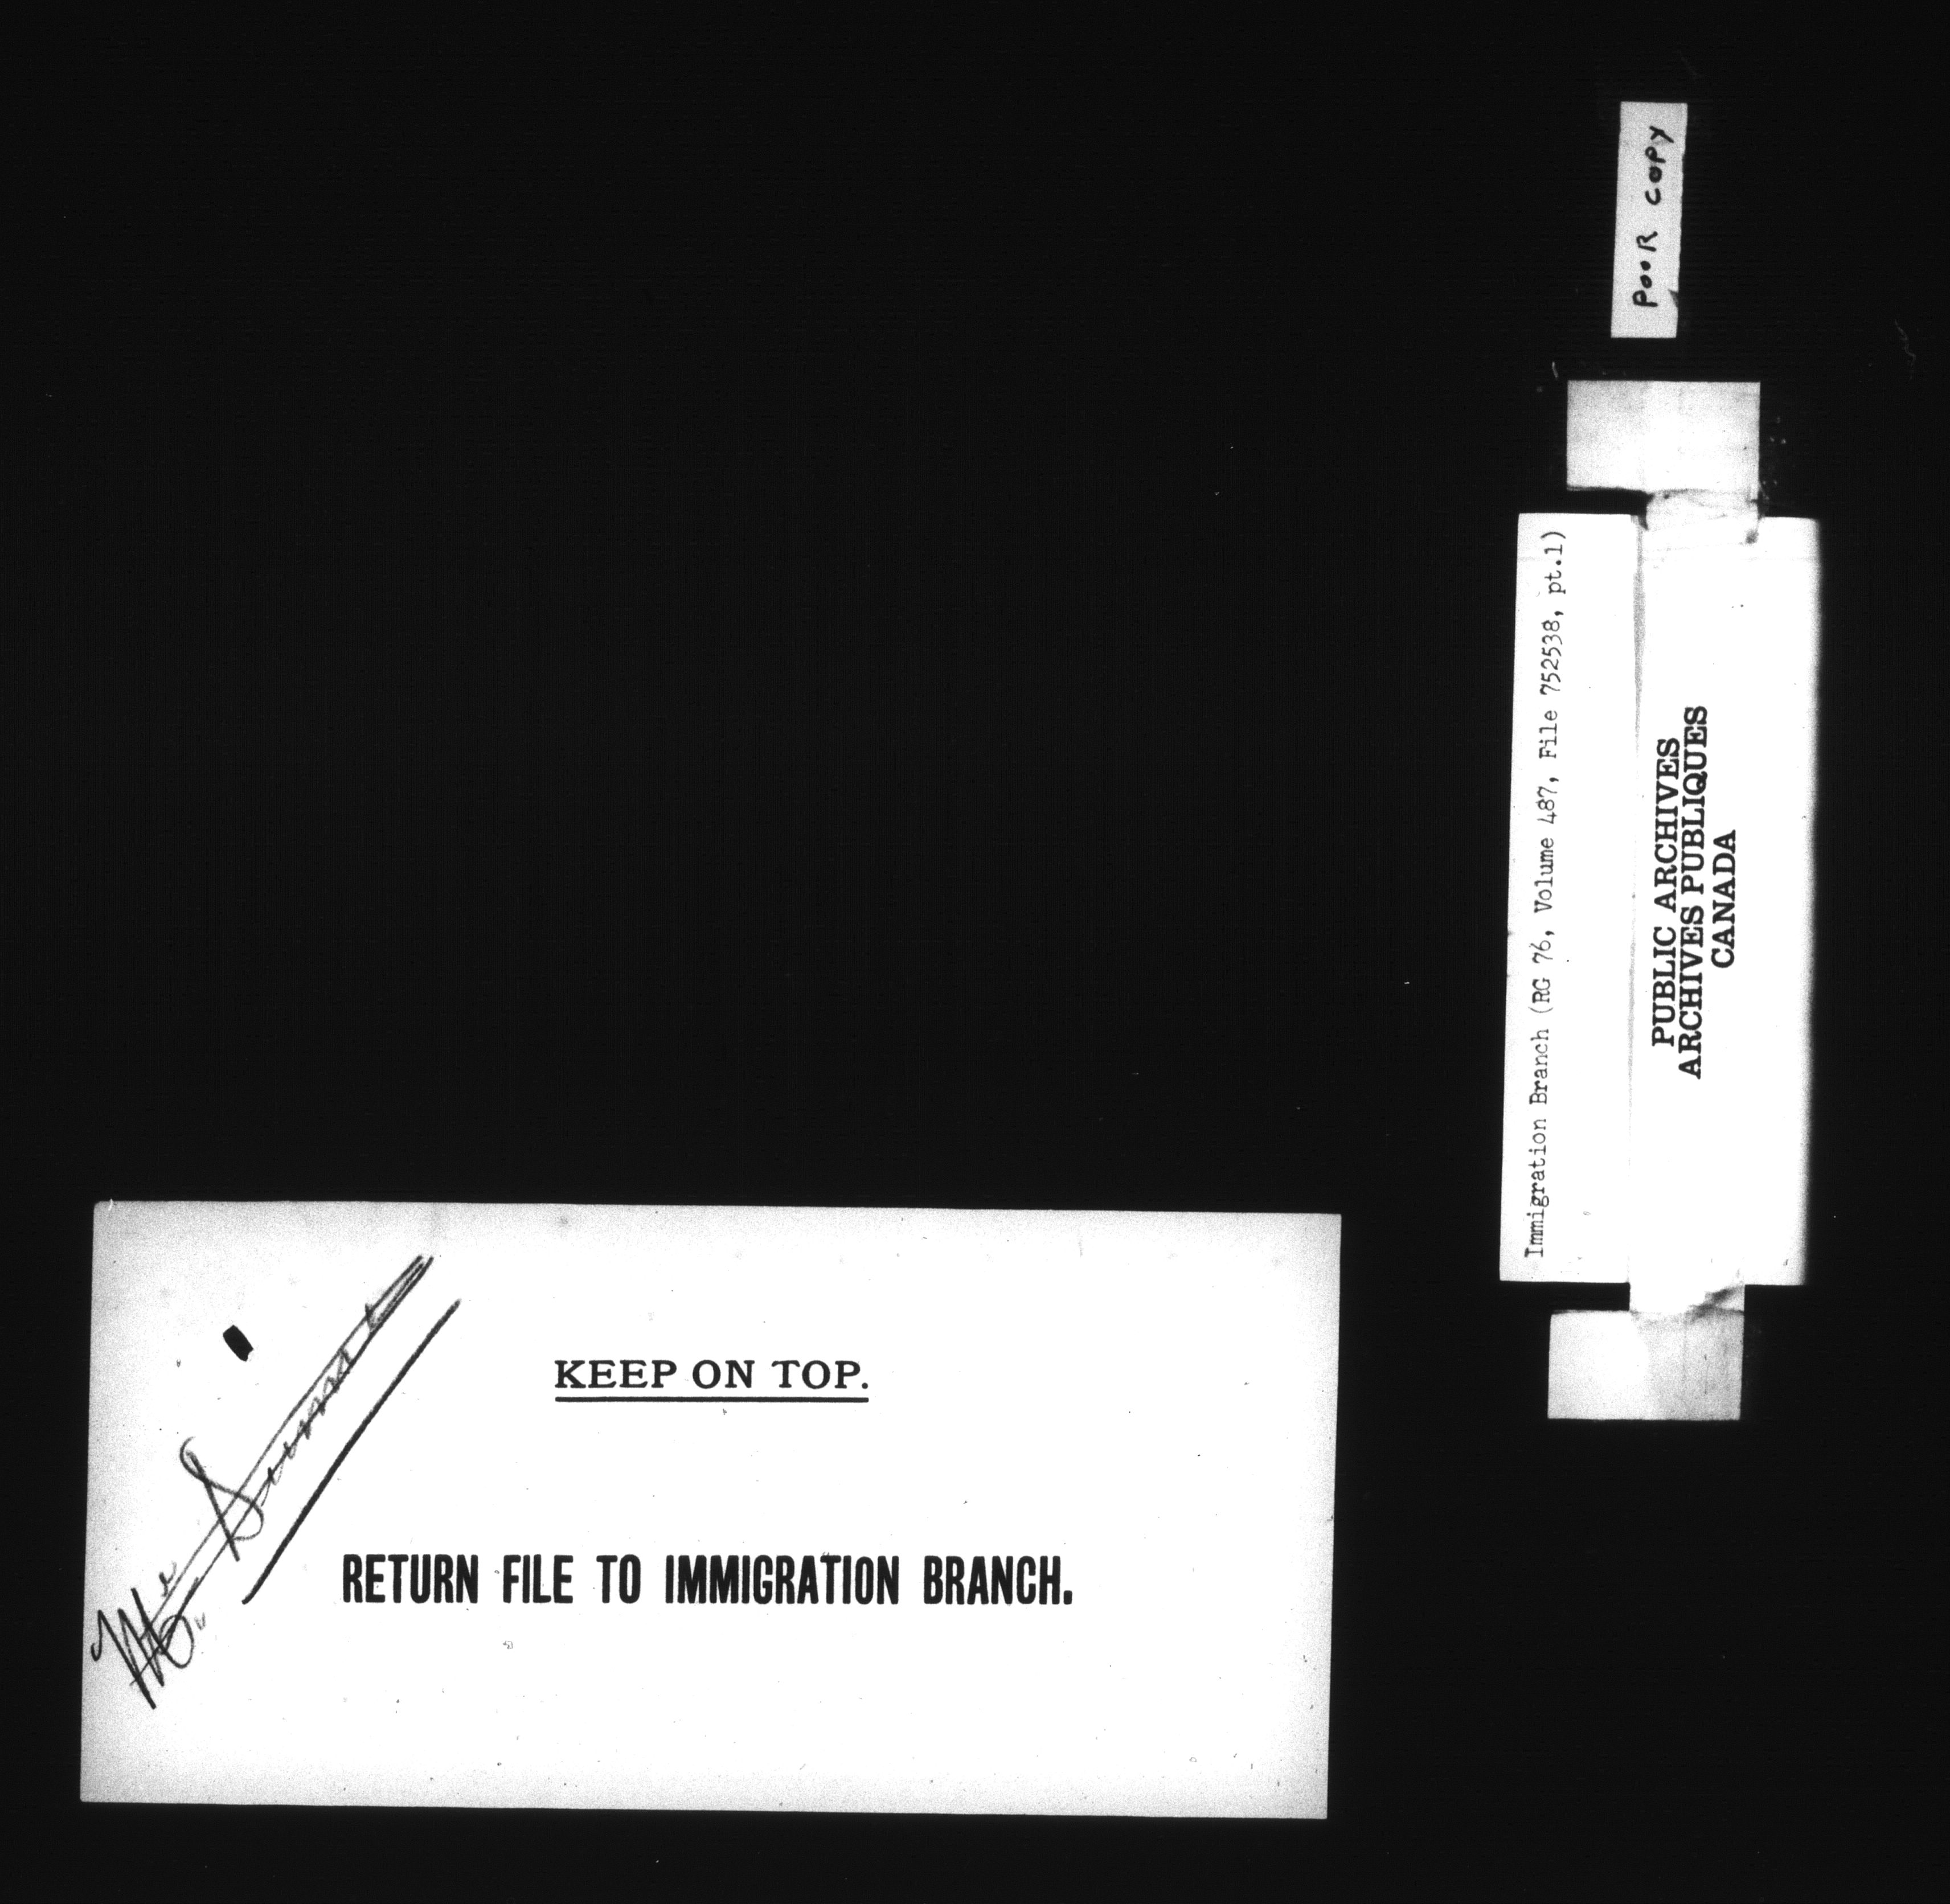 POOR COPY
Immigration Branch (RG 76, Volume 487, File 752538, pt.1)
PUBLIC ARCHIVES
ARCHIVES PUBLIQUES
CANADA
KEEP ON TOP.
RETURN FILE TO IMMIGRATION BRANCH.